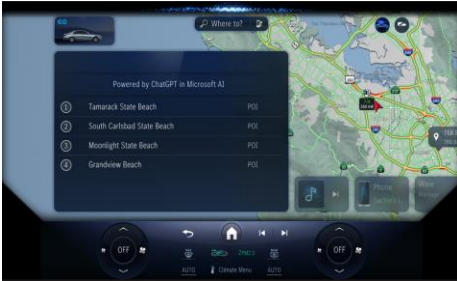 Where to?
Powered by ChatGPT in Microsoft AI
1 Tamarack State Beach POI
2 South Carlsbad State Beach POI
3 Moonlight State Beach POI
4 Grandview Beach POI
Phone
OFF
OFF
AUTO Climate Menu AUTO